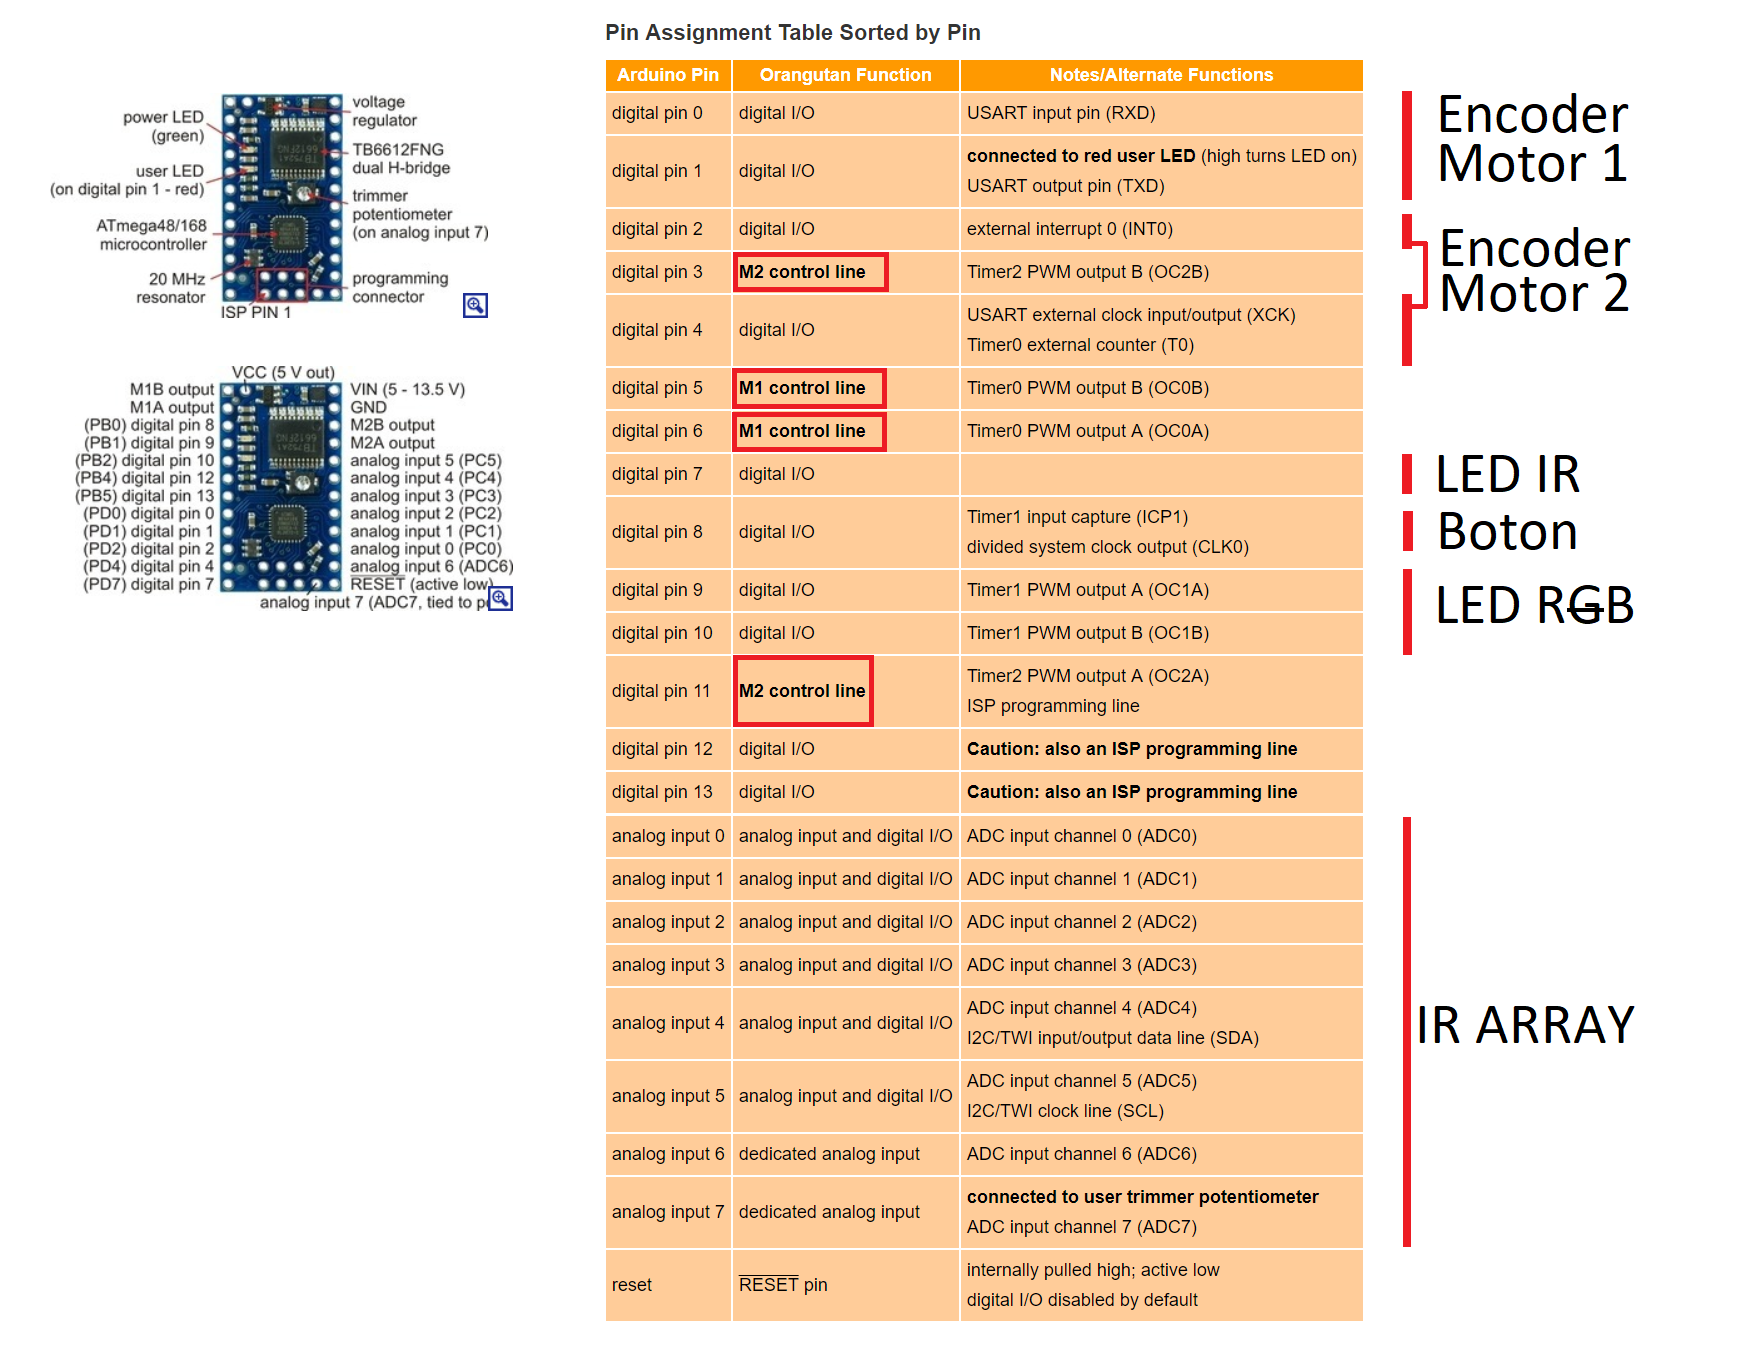 Pin Assignment Table Sorted by Pin
Arduino Pin Orangutan Function Notes/Alternate Functions
digital pin 0 digital I/O USART input pin (RXD)
digital pin 1 digital I/O connected to red user LED (high turns LED on)
USART output pin (TXD)
digital pin 2 digital I/O external interrupt 0 (INT0)
digital pin 3 M2 control line Timer2 PWM output B (OC2B)
digital pin 4 digital I/O USART external clock input/output (XCK)
Timer0 external counter (T0)
digital pin 5 M1 control line Timer0 PWM output B (OC0B)
digital pin 6 M1 control line Timer0 PWM output A (OC0A)
digital pin 7 digital I/O
digital pin 8 digital I/O Timer1 input capture (ICP1)
divided system clock output (CLK0)
digital pin 9 digital I/O Timer1 PWM output A (OC1A)
digital pin 10 digital I/O Timer1 PWM output B (OC1B)
digital pin 11 M2 control line Timer2 PWM output A (OC2A)
ISP programming line
digital pin 12 digital I/O Caution: also an ISP programming line
digital pin 13 digital I/O Caution: also an ISP programming line
analog input 0 analog input and digital I/O ADC input channel 0 (ADC0)
analog input 1 analog input and digital I/O ADC input channel 1 (ADC1)
analog input 2 analog input and digital I/O ADC input channel 2 (ADC2)
analog input 3 analog input and digital I/O ADC input channel 3 (ADC3)
analog input 4 analog input and digital I/O ADC input channel 4 (ADC4)
I2C/TWI input/output data line (SDA)
analog input 5 analog input and digital I/O ADC input channel 5 (ADC5)
I2C/TWI clock line (SCL)
analog input 6 dedicated analog input ADC input channel 6 (ADC6)
analog input 7 dedicated analog input connected to user trimmer potentiometer
ADC input channel 7 (ADC7)
reset RESET pin internally pulled high; active low
digital I/O disabled by default
Encoder
Motor 1
Encoder
Motor 2
LED IR
Boton
LED RGB
IR ARRAY
power LED
(green)
user LED
(on digital pin 1 - red)
ATmega48/168
microcontroller
20 MHz
resonator
ISP PIN 1
voltage
regulator
TB6612FNG
dual H-bridge
trimmer
potentiometer
(on analog input 7)
programming
connector
VCC (5 V out)
M1B output
M1A output
(PB0) digital pin 8
(PB1) digital pin 9
(PB2) digital pin 10
(PB4) digital pin 12
(PB5) digital pin 13
(PD0) digital pin 0
(PD1) digital pin 1
(PD2) digital pin 2
(PD4) digital pin 4
(PD7) digital pin 7
VIN (5 - 13.5 V)
GND
M2B output
M2A output
analog input 5 (PC5)
analog input 4 (PC4)
analog input 3 (PC3)
analog input 2 (PC2)
analog input 1 (PC1)
analog input 0 (PC0)
analog input 6 (ADC6)
RESET (active low)
analog input 7 (ADC7, tied to